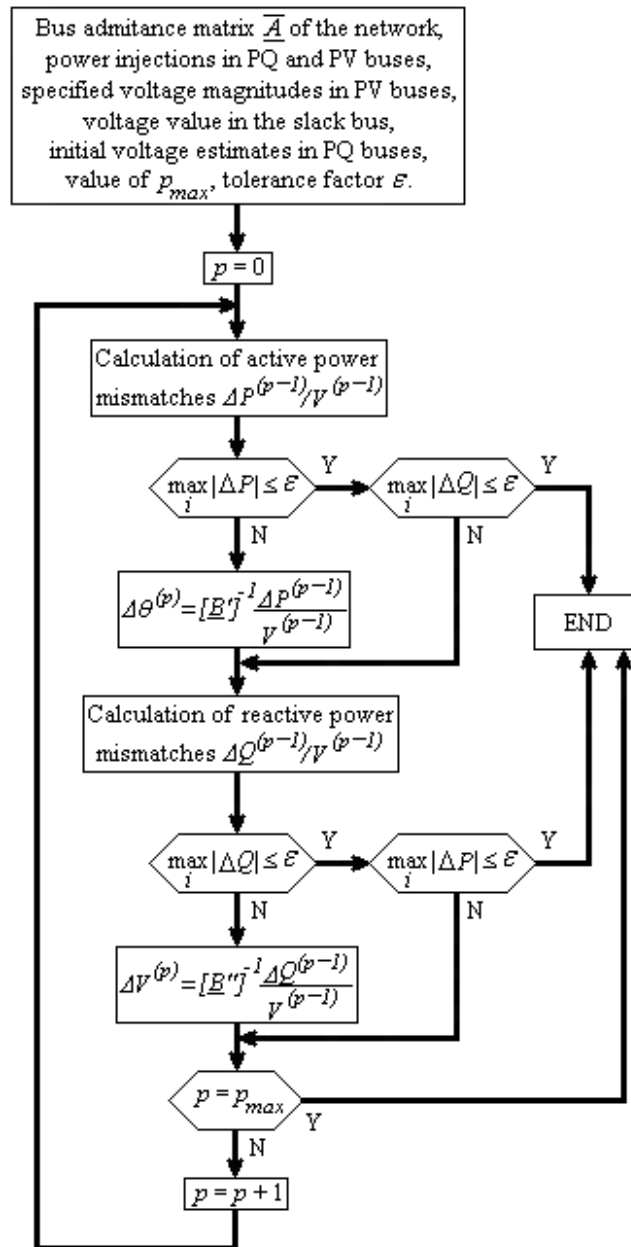 Bus admitance matrix A̅ of the network,
power injections in PQ and PV buses,
specified voltage magnitudes in PV buses,
voltage value in the slack bus,
initial voltage estimates in PQ buses,
value of p_max, tolerance factor ε.
p = 0
Calculation of active power
mismatches ΔP^(p−1)/V^(p−1)
max_i |ΔP| ≤ ε
Y
max_i |ΔQ| ≤ ε
Y
N
N
Δθ^(p) = [B']^-1 ΔP^(p−1)/V^(p−1)
END
Calculation of reactive power
mismatches ΔQ^(p−1)/V^(p−1)
max_i |ΔQ| ≤ ε
Y
max_i |ΔP| ≤ ε
Y
N
N
ΔV^(p) = [B'']^-1 ΔQ^(p−1)/V^(p−1)
p = p_max
Y
N
p = p + 1